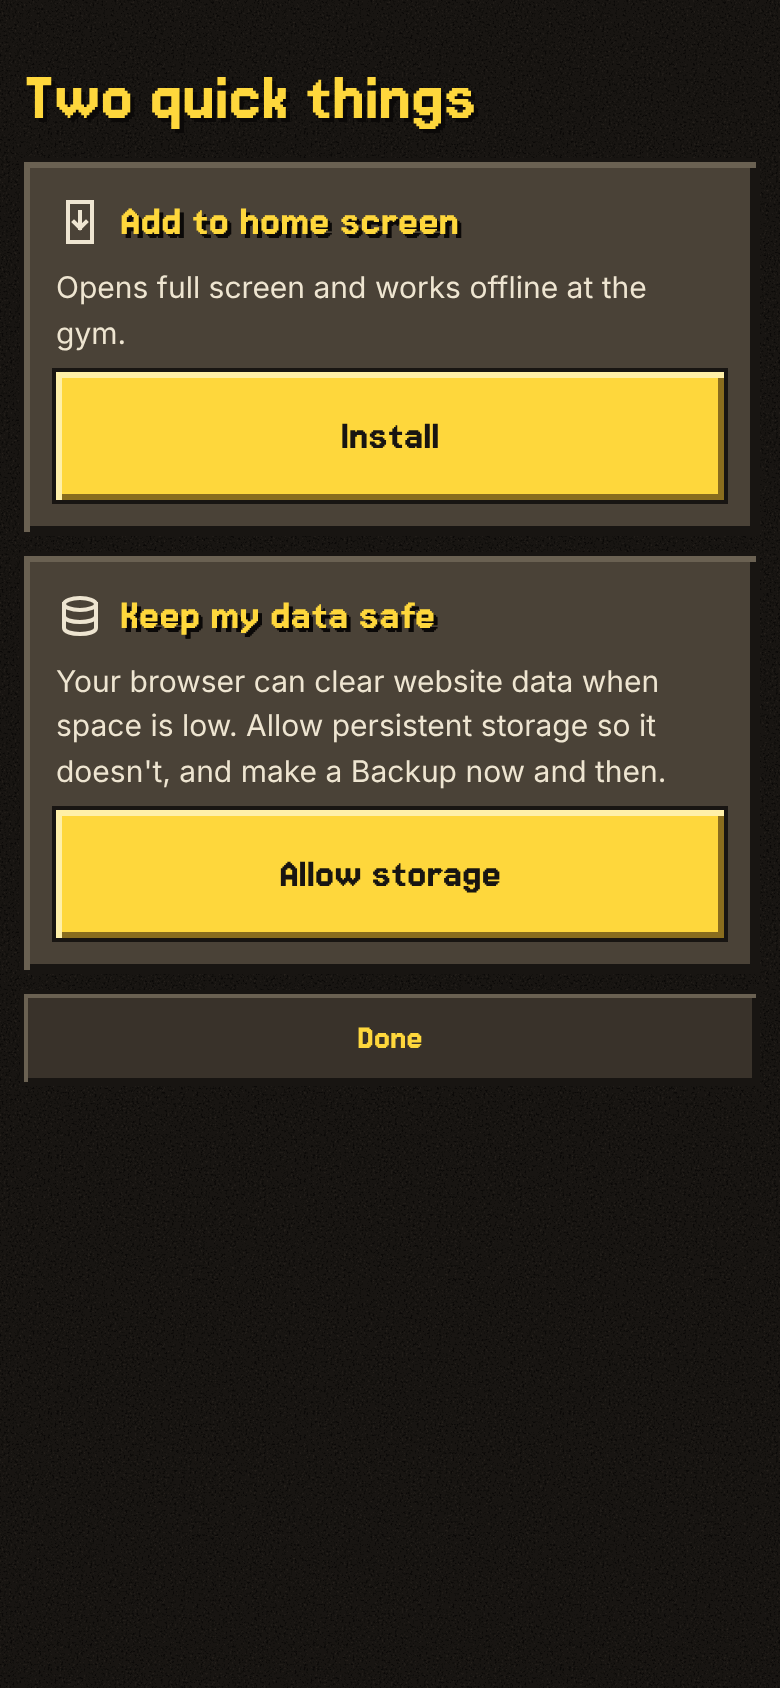 Two quick things
Add to home screen
Opens full screen and works offline at the
gym.
Install
Keep my data safe
Your browser can clear website data when
space is low. Allow persistent storage so it
doesn't, and make a Backup now and then.
Allow storage
Done